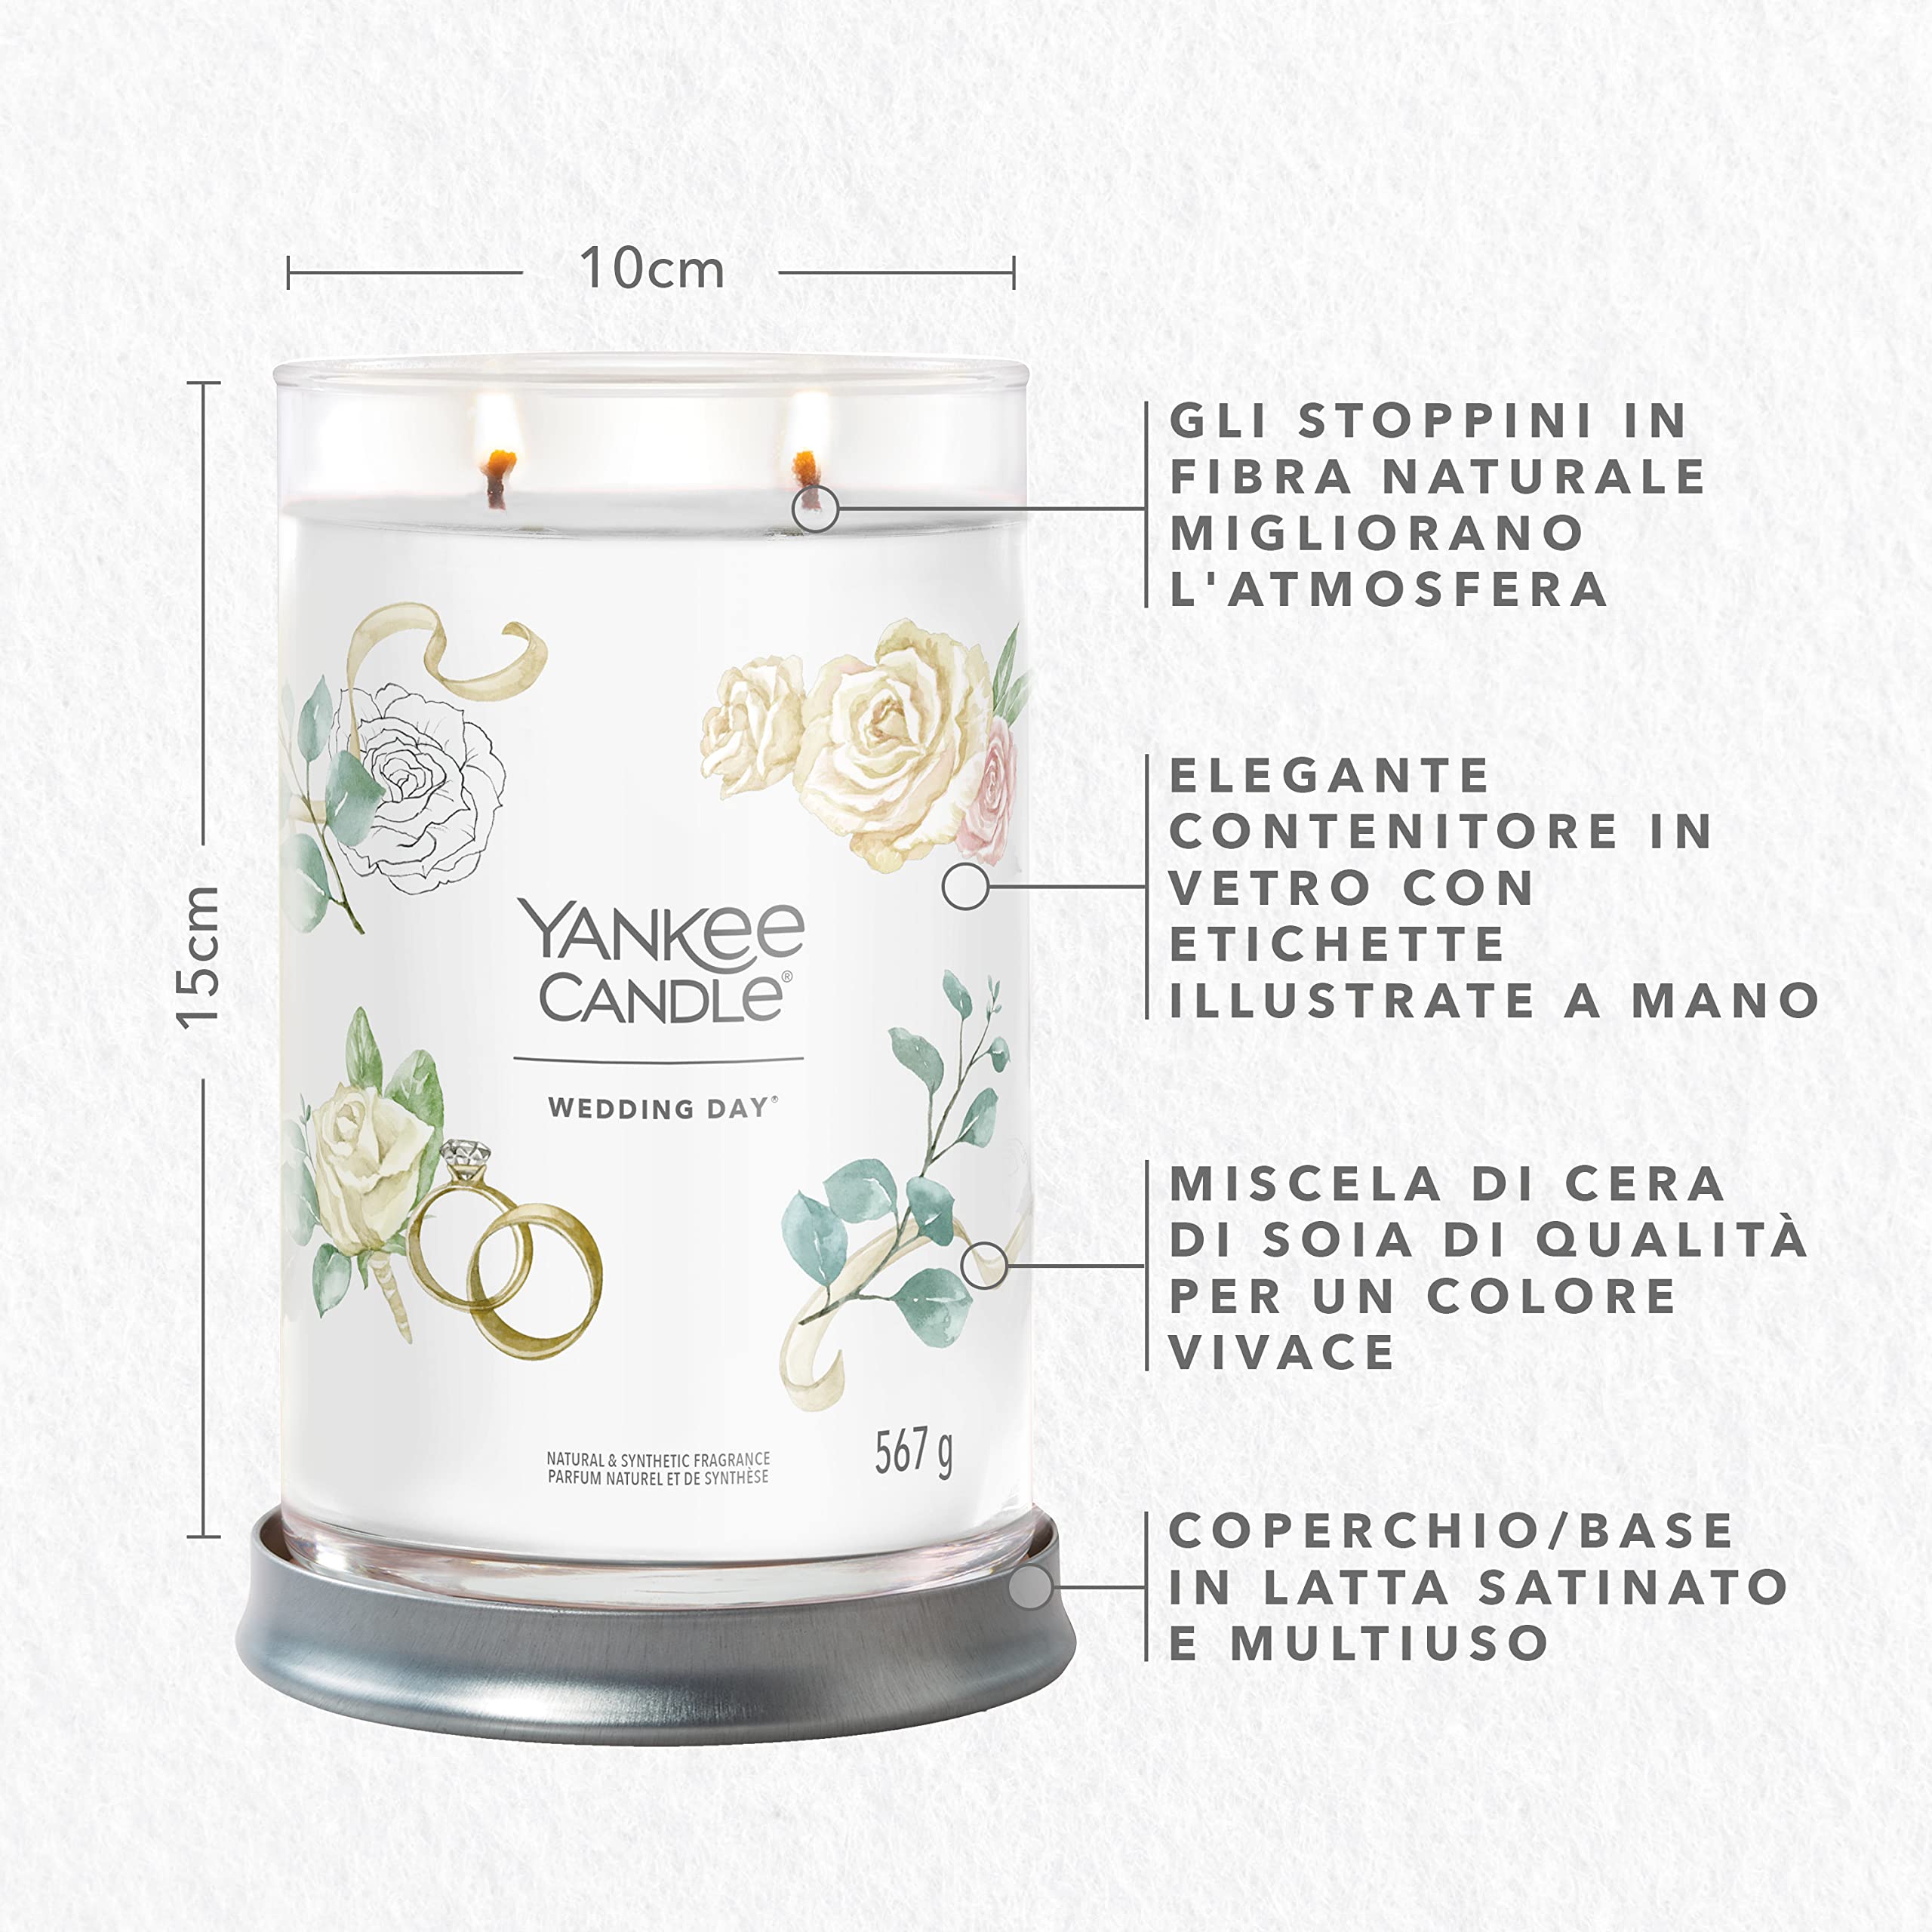 10cm
GLI STOPPINI IN
FIBRA NATURALE
MIGLIORANO
L'ATMOSFERA
15cm
ELEGANTE
CONTENITORE IN
VETRO CON
ETICHETTE
ILLUSTRATE A MANO
YANKEE
CANDLE®
WEDDING DAY®
MISCELA DI CERA
DI SOIA DI QUALITÀ
PER UN COLORE
VIVACE
NATURAL & SYNTHETIC FRAGRANCE
PARFUM NATUREL ET DE SYNTHÈSE
567 g
COPERCHIO/BASE
IN LATTA SATINATO
E MULTIUSO